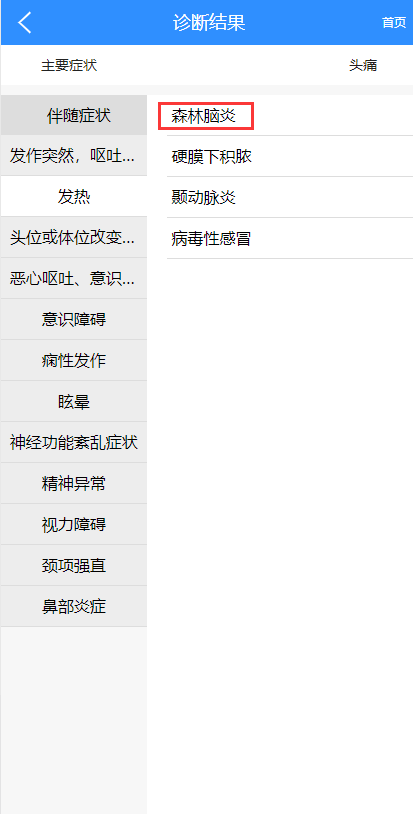 诊断结果
首页
主要症状
头痛
伴随症状
森林脑炎
发作突然，呕吐...
硬膜下积脓
发热
颞动脉炎
头位或体位改变...
病毒性感冒
恶心呕吐、意识...
意识障碍
痫性发作
眩晕
神经功能紊乱症状
精神异常
视力障碍
颈项强直
鼻部炎症